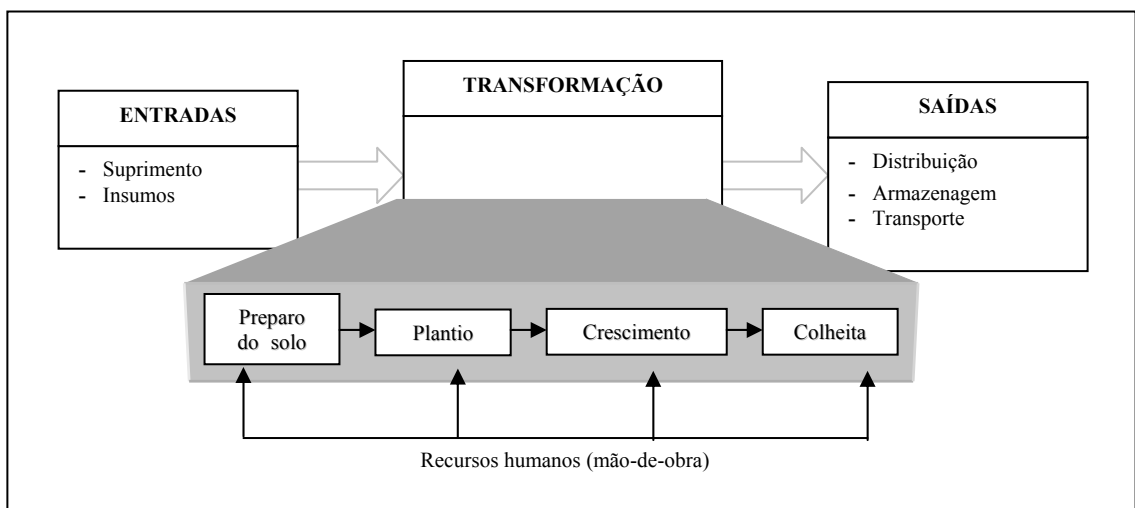 ENTRADAS
- Suprimento
- Insumos
TRANSFORMAÇÃO
SAÍDAS
- Distribuição
- Armazenagem
- Transporte
Preparo
do solo
Plantio
Crescimento
Colheita
Recursos humanos (mão-de-obra)